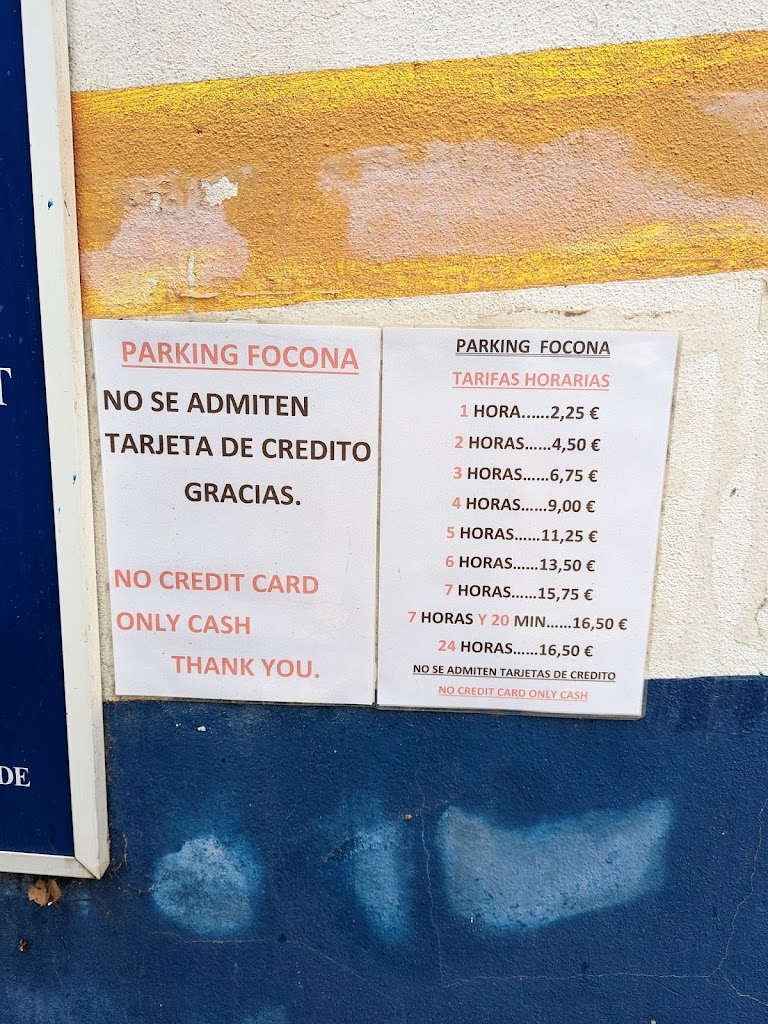 T
DE
PARKING FOCONA
NO SE ADMITEN
TARJETA DE CREDITO
GRACIAS.
NO CREDIT CARD
ONLY CASH
THANK YOU.
PARKING FOCONA
TARIFAS HORARIAS
1 HORA......2,25 €
2 HORAS......4,50 €
3 HORAS......6,75 €
4 HORAS......9,00 €
5 HORAS......11,25 €
6 HORAS......13,50 €
7 HORAS......15,75 €
7 HORAS Y 20 MIN......16,50 €
24 HORAS......16,50 €
NO SE ADMITEN TARJETAS DE CREDITO
NO CREDIT CARD ONLY CASH